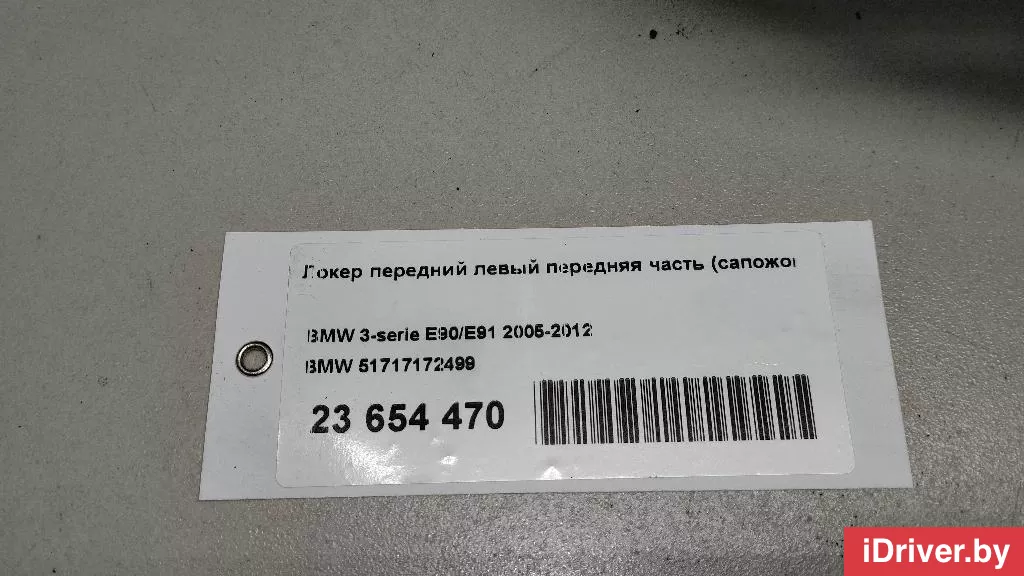 Локер передний левый передняя часть (сапожог
BMW 3-serie E90/E91 2005-2012
BMW 51717172499
23 654 470
iDriver.by